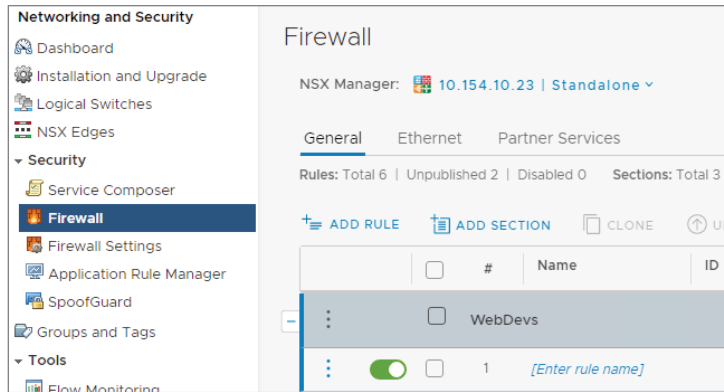 Networking and Security
Dashboard
Installation and Upgrade
Logical Switches
NSX Edges
Security
Service Composer
Firewall
Firewall Settings
Application Rule Manager
SpoofGuard
Groups and Tags
Tools
Flow Monitoring
Firewall
NSX Manager: 10.154.10.23 | Standalone
General Ethernet Partner Services
Rules: Total 6 | Unpublished 2 | Disabled 0 Sections: Total 3
ADD RULE ADD SECTION CLONE
# Name ID
WebDevs
1 [Enter rule name]